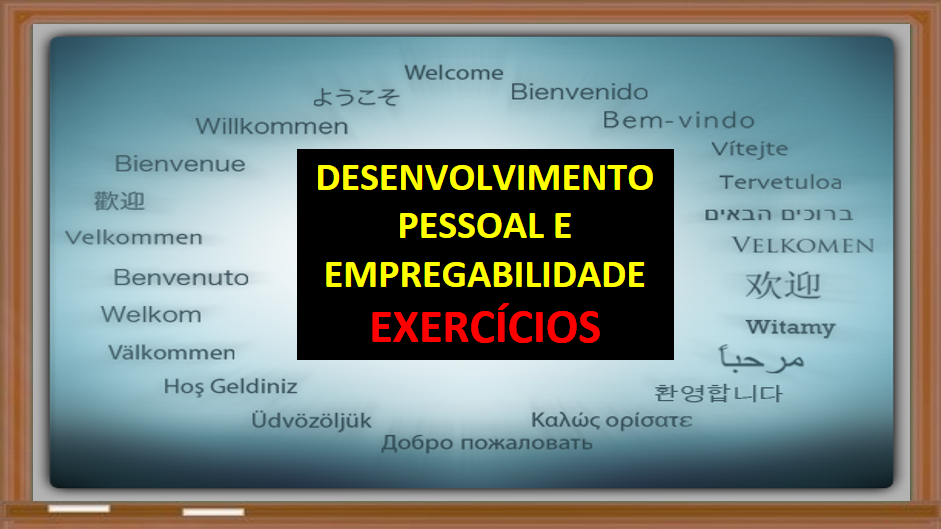 Welcome
ようこそ
Bienvenido
Willkommen
Bem-vindo
Bienvenue
Vítejte
歡迎
Tervetuloa
Velkommen
ברוכים הבאים
VELKOMEN
Benvenuto
欢迎
Welkom
Witamy
Välkommen
مرحباً
Hoş Geldiniz
환영합니다
Üdvözöljük
Καλώς ορίσατε
Добро пожаловать
DESENVOLVIMENTO
PESSOAL E
EMPREGABILIDADE
EXERCÍCIOS